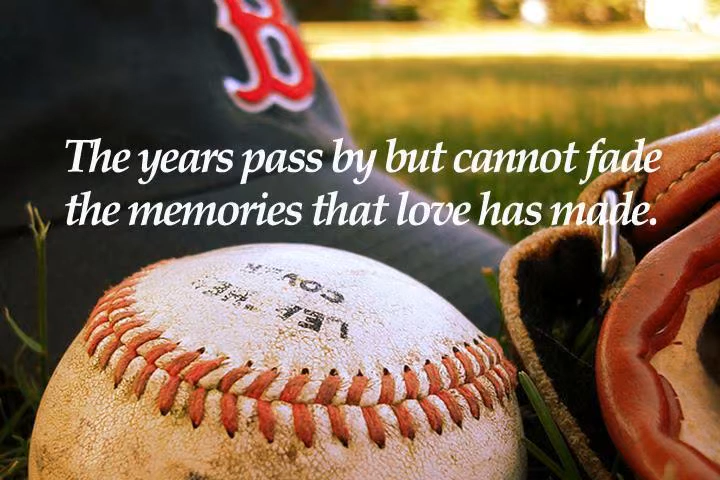 B
The years pass by but cannot fade
the memories that love has made.